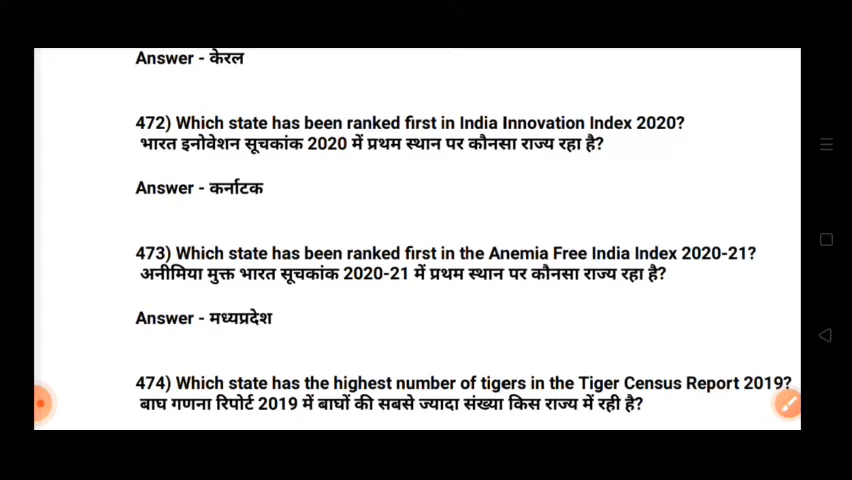 Answer - केरल
472) Which state has been ranked first in India Innovation Index 2020?
भारत इनोवेशन सूचकांक 2020 में प्रथम स्थान पर कौनसा राज्य रहा है?
Answer - कर्नाटक
473) Which state has been ranked first in the Anemia Free India Index 2020-21?
अनीमिया मुक्त भारत सूचकांक 2020-21 में प्रथम स्थान पर कौनसा राज्य रहा है?
Answer - मध्यप्रदेश
474) Which state has the highest number of tigers in the Tiger Census Report 2019?
बाघ गणना रिपोर्ट 2019 में बाघों की सबसे ज्यादा संख्या किस राज्य में रही है?